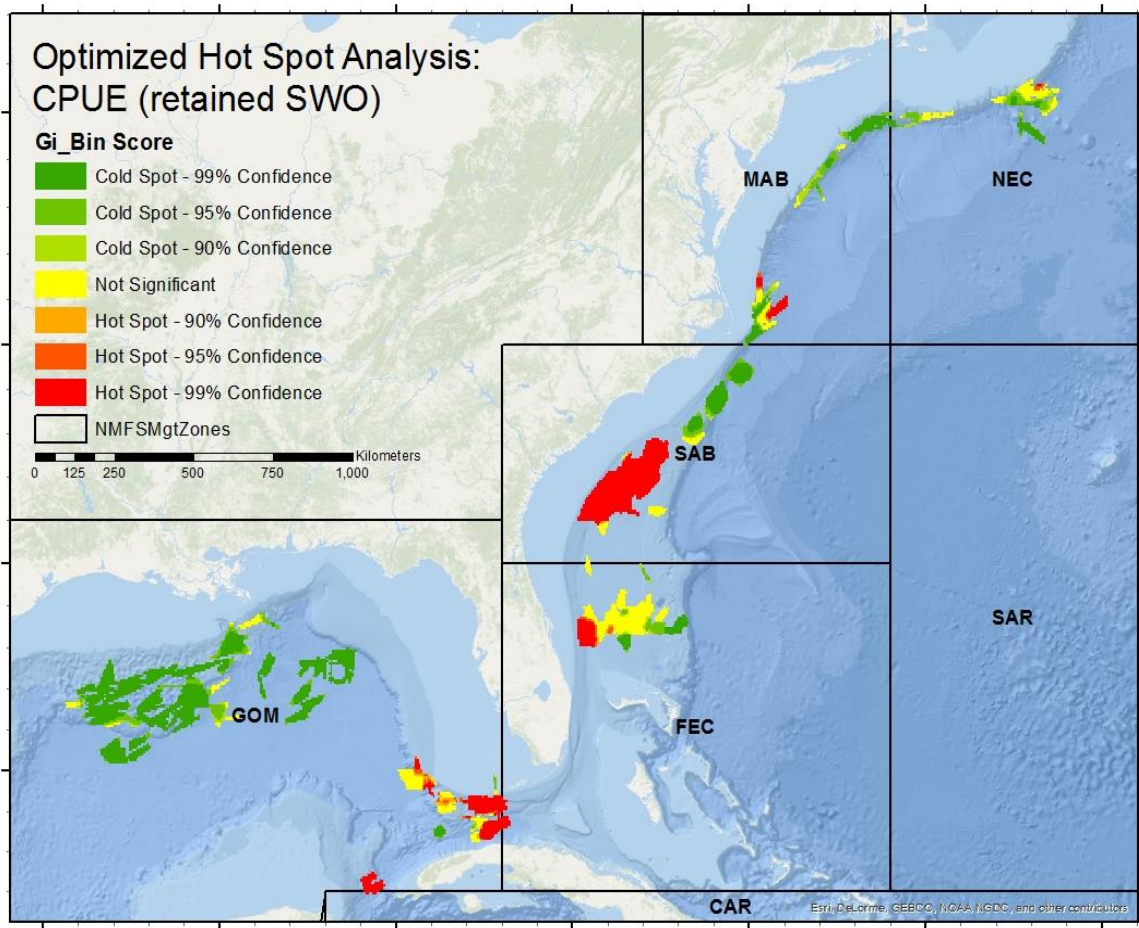 Optimized Hot Spot Analysis:
CPUE (retained SWO)
Gi_Bin Score
Cold Spot - 99% Confidence
Cold Spot - 95% Confidence
Cold Spot - 90% Confidence
Not Significant
Hot Spot - 90% Confidence
Hot Spot - 95% Confidence
Hot Spot - 99% Confidence
NMFSMgtZones
Kilometers
0 125 250 500 750 1,000
MAB
NEC
SAB
SAR
GOM
FEC
CAR
Esri, DeLorme, GEBCO, NOAA NGDC, and other contributors